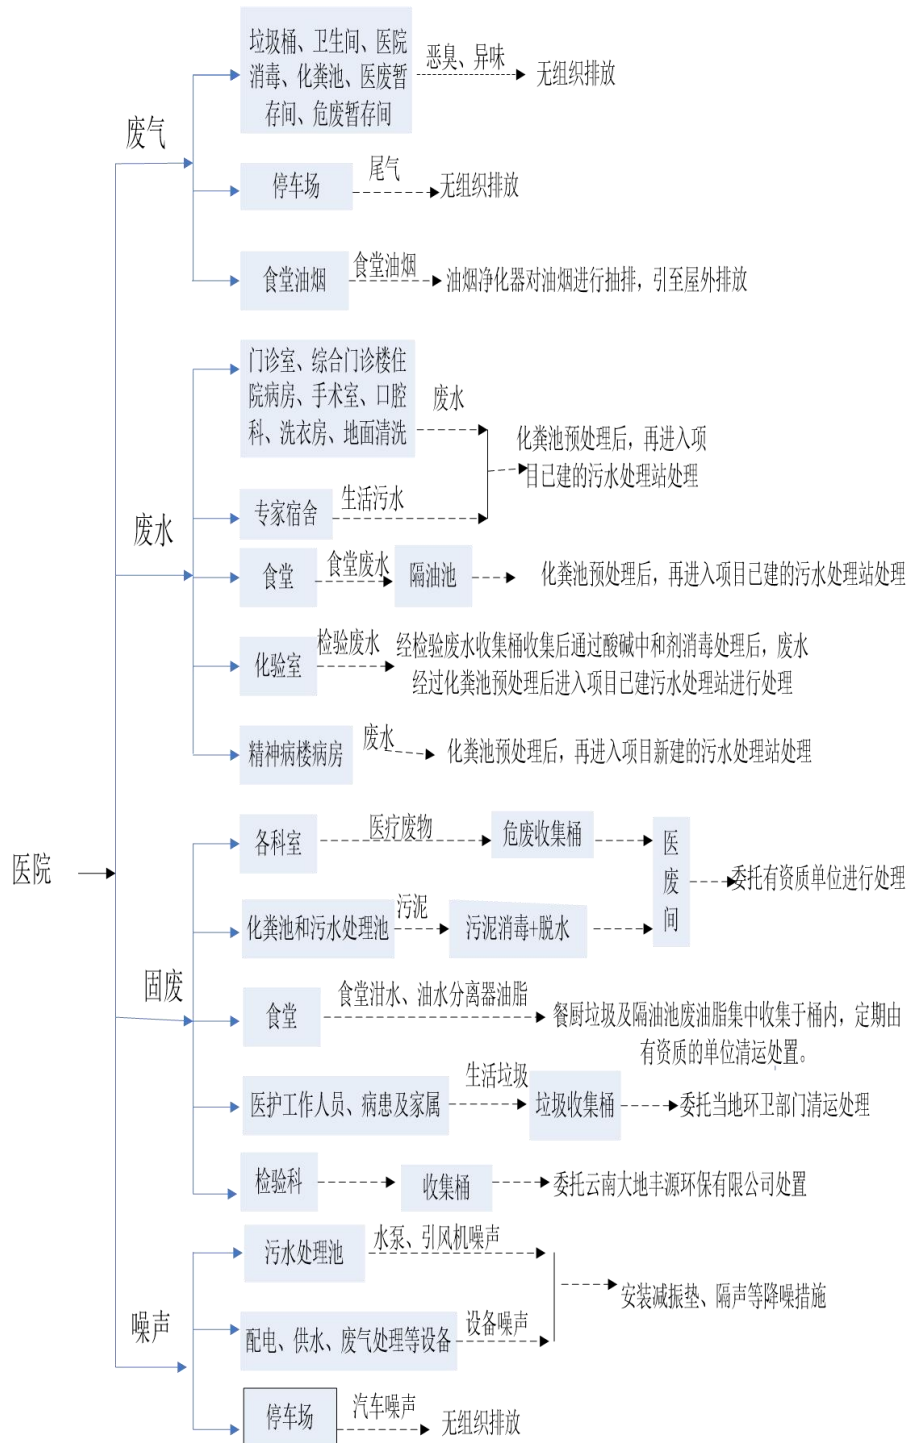 垃圾桶、卫生间、医院
消毒、化粪池、医废暂
存间、危废暂存间
恶臭、异味
无组织排放
废气
停车场
尾气
无组织排放
食堂油烟
食堂油烟
油烟净化器对油烟进行抽排，引至屋外排放
门诊室、综合门诊楼住
院病房、手术室、口腔
科、洗衣房、地面清洗
废水
化粪池预处理后，再进入项
目已建的污水处理站处理
专家宿舍
生活污水
废水
食堂
食堂废水
隔油池
化粪池预处理后，再进入项目已建的污水处理站处理
化验室
检验废水
经检验废水收集桶收集后通过酸碱中和剂消毒处理后，废水
经过化粪池预处理后进入项目已建污水处理站进行处理
精神病楼病房
废水
化粪池预处理后，再进入项目新建的污水处理站处理
医院
各科室
医疗废物
危废收集桶
医
废
间
委托有资质单位进行处理
化粪池和污水处理池
污泥
污泥消毒+脱水
固废
食堂
食堂泔水、油水分离器油脂
餐厨垃圾及隔油池废油脂集中收集于桶内，定期由
有资质的单位清运处置。
医护工作人员、病患及家属
生活垃圾
垃圾收集桶
委托当地环卫部门清运处理
检验科
收集桶
委托云南大地丰源环保有限公司处置
污水处理池
水泵、引风机噪声
安装减振垫、隔声等降噪措施
噪声
配电、供水、废气处理等设备
设备噪声
停车场
汽车噪声
无组织排放